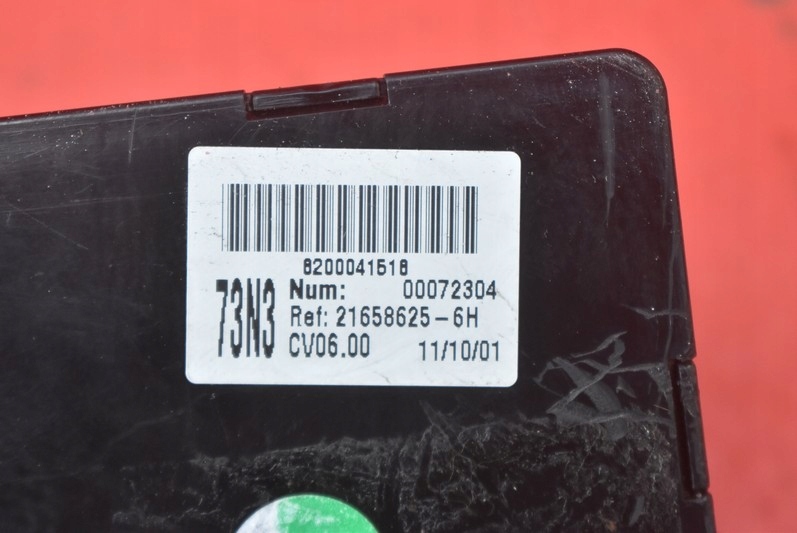 8200041518
73N3
Num: 00072304
Ref: 21658625-6H
CV06.00 11/10/01